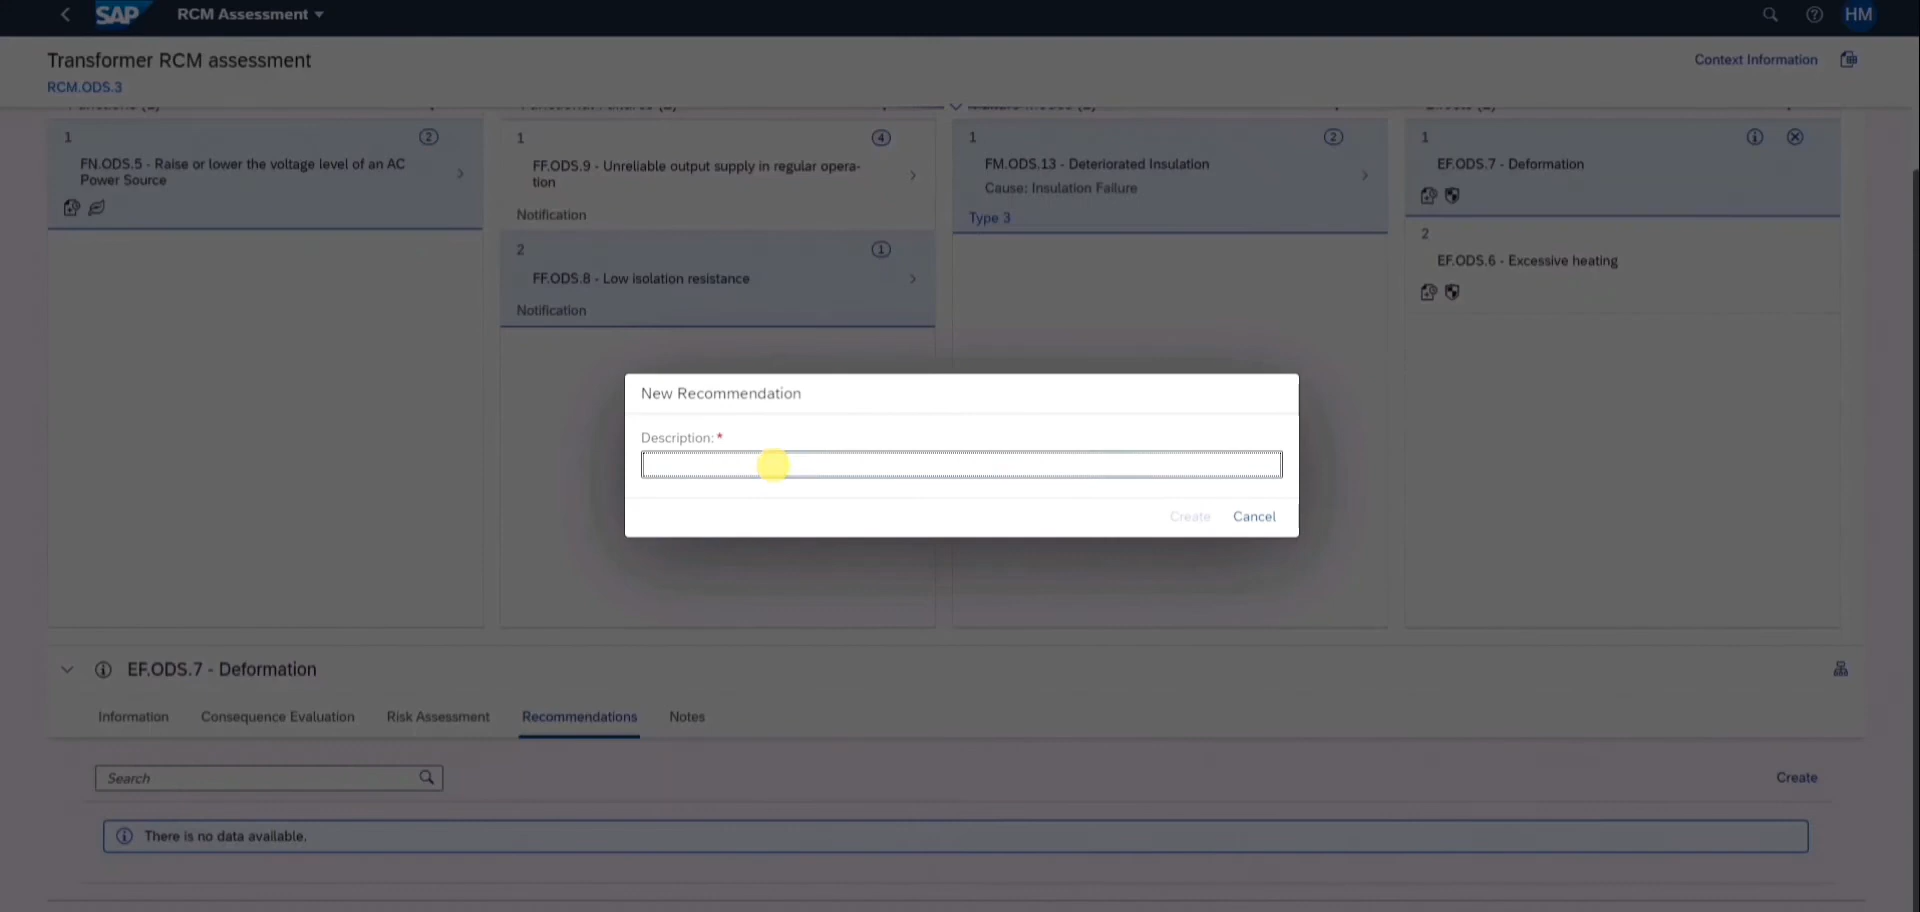 SAP RCM Assessment HM
Transformer RCM assessment
Context Information
RCM.ODS.3
1 2
FN.ODS.5 - Raise or lower the voltage level of an AC
Power Source
1 4
FF.ODS.9 - Unreliable output supply in regular opera-
tion
Notification
2 1
FF.ODS.8 - Low isolation resistance
Notification
1 2
FM.ODS.13 - Deteriorated Insulation
Cause: Insulation Failure
Type 3
1
EF.ODS.7 - Deformation
2
EF.ODS.6 - Excessive heating
New Recommendation
Description: *
Create Cancel
EF.ODS.7 - Deformation
Information Consequence Evaluation Risk Assessment Recommendations Notes
Search
Create
There is no data available.